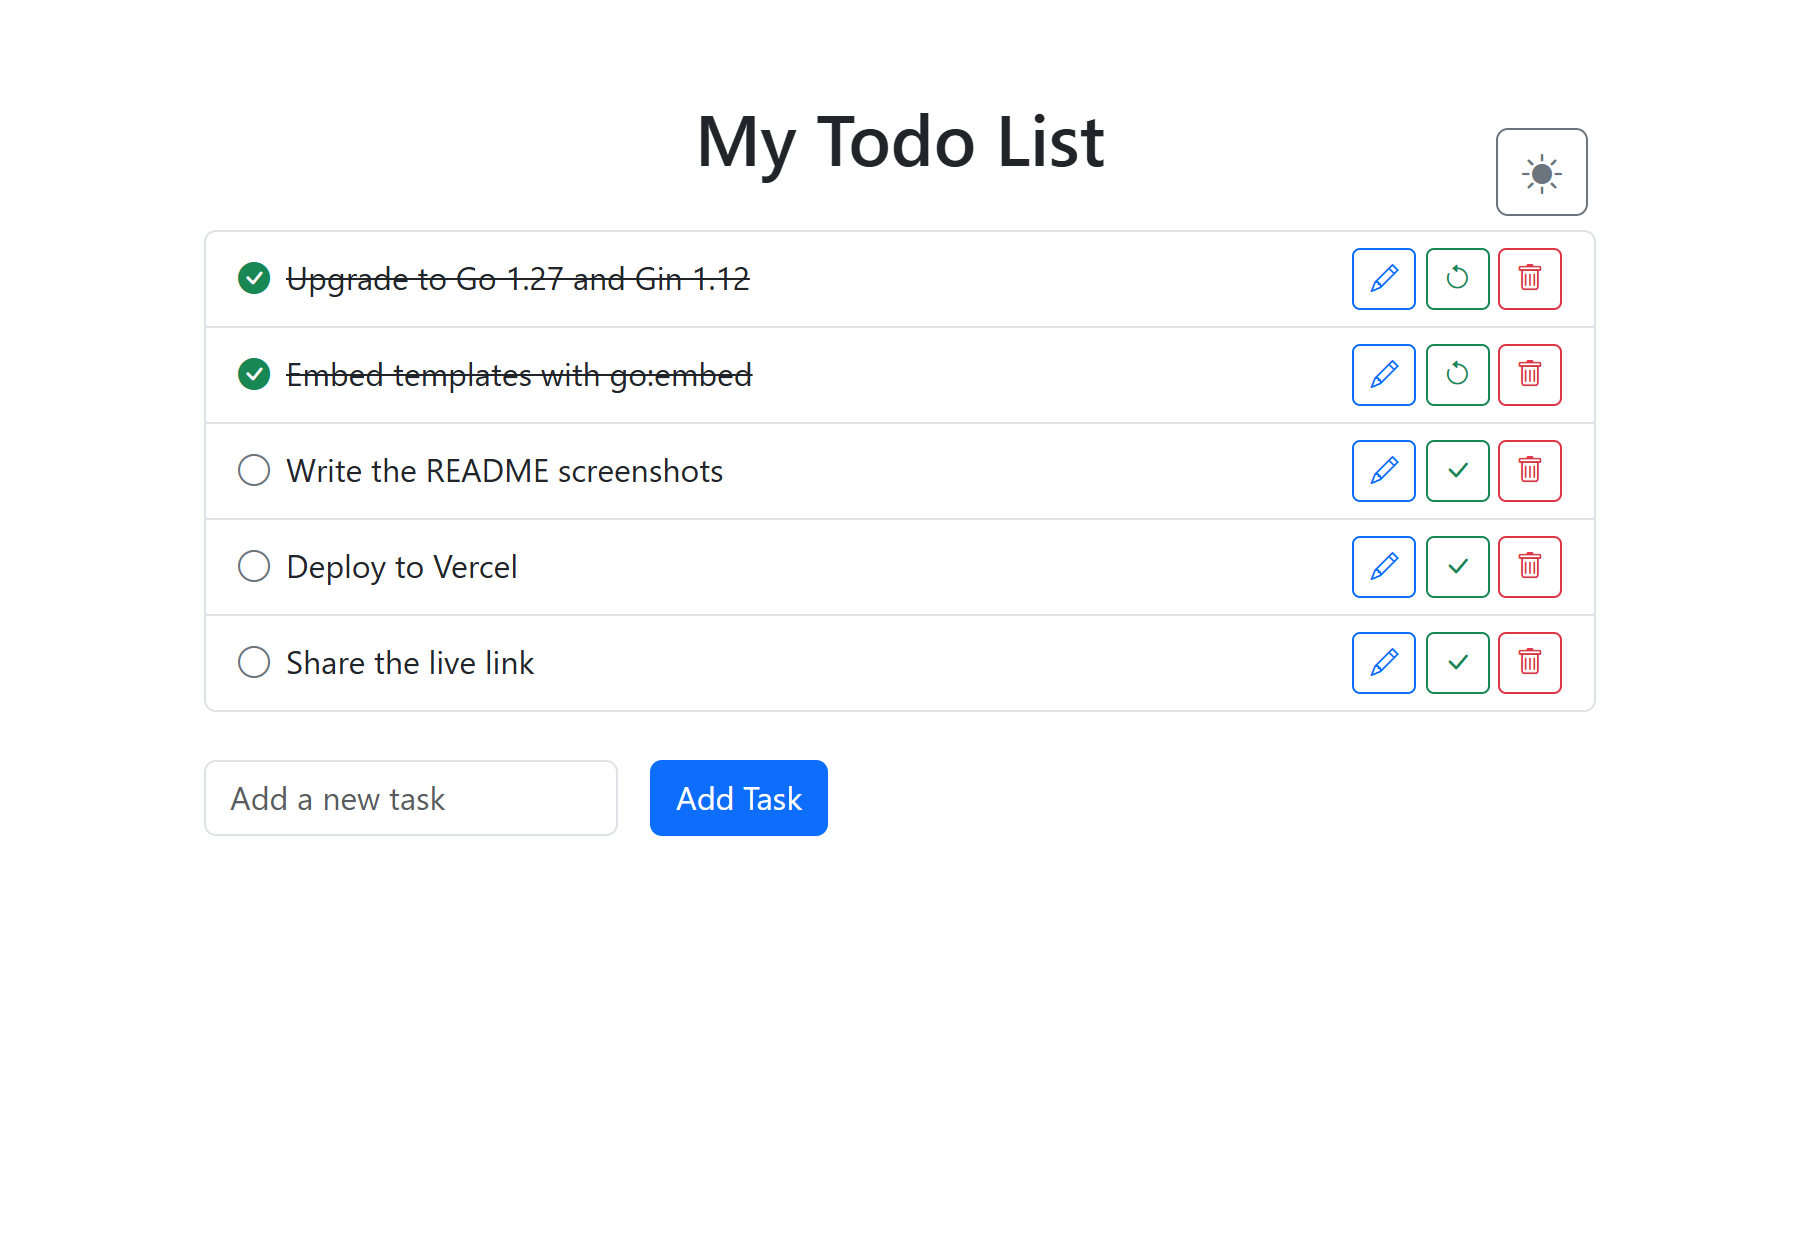 My Todo List
Upgrade to Go 1.27 and Gin 1.12
Embed templates with go:embed
Write the README screenshots
Deploy to Vercel
Share the live link
Add a new task
Add Task